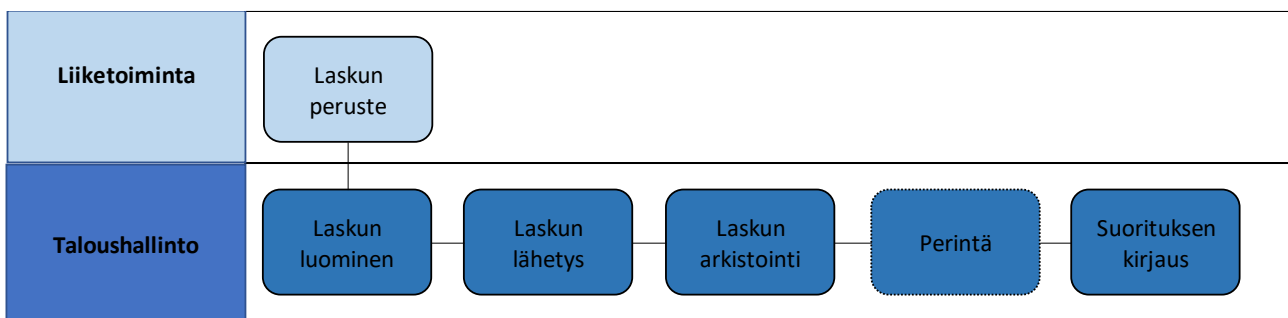 Liiketoiminta
Laskun
peruste
Taloushallinto
Laskun
luominen
Laskun
lähetys
Laskun
arkistointi
Perintä
Suorituksen
kirjaus